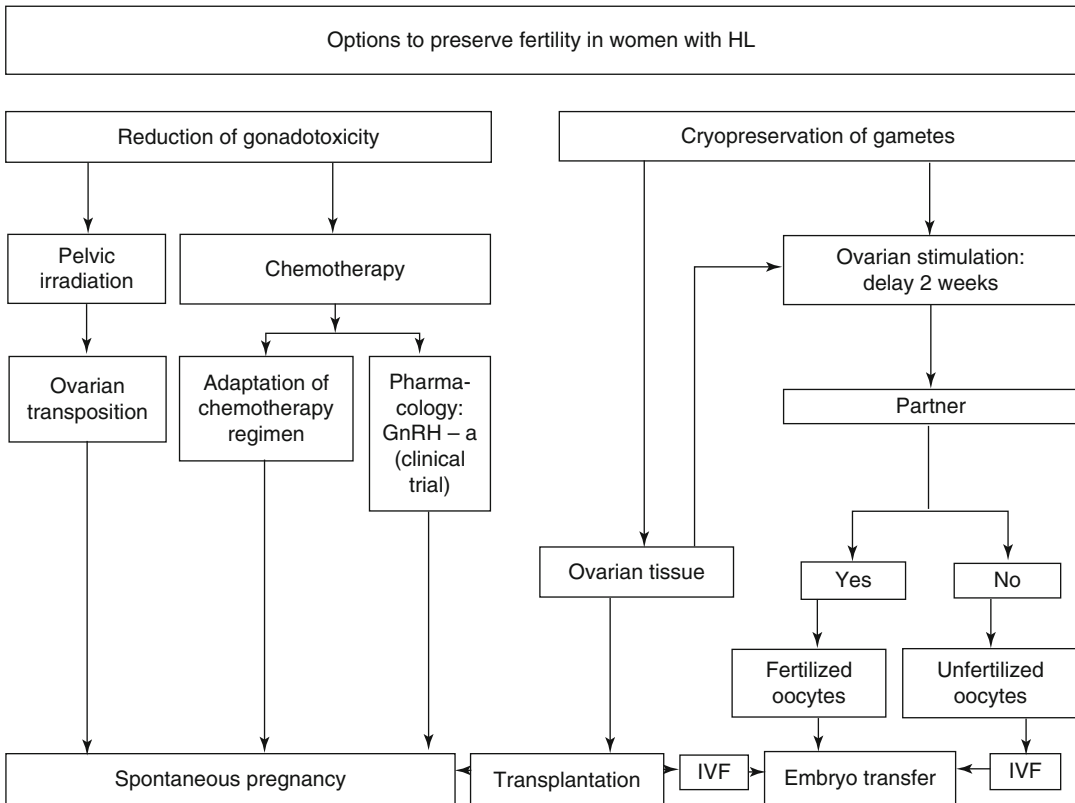 Options to preserve fertility in women with HL
Reduction of gonadotoxicity
Cryopreservation of gametes
Pelvic
irradiation
Chemotherapy
Ovarian stimulation:
delay 2 weeks
Ovarian
transposition
Adaptation of
chemotherapy
regimen
Pharma-
cology:
GnRH – a
(clinical
trial)
Partner
Ovarian tissue
Yes
No
Fertilized
oocytes
Unfertilized
oocytes
Spontaneous pregnancy
Transplantation
IVF
Embryo transfer
IVF